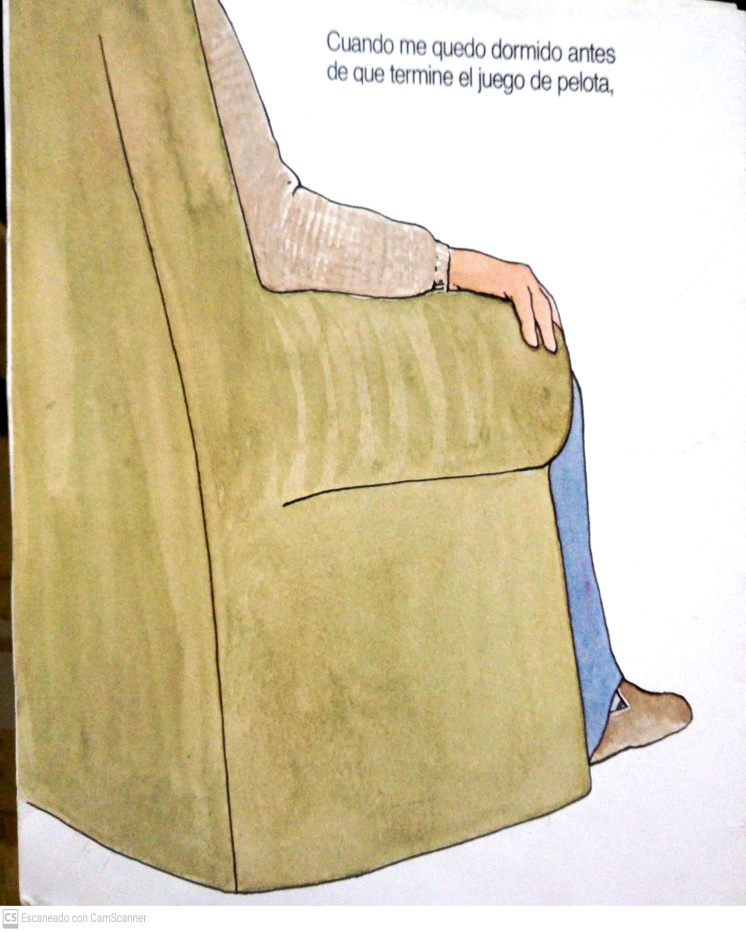 Cuando me quedo dormido antes
de que termine el juego de pelota,
CS Escaneado con CamScanner